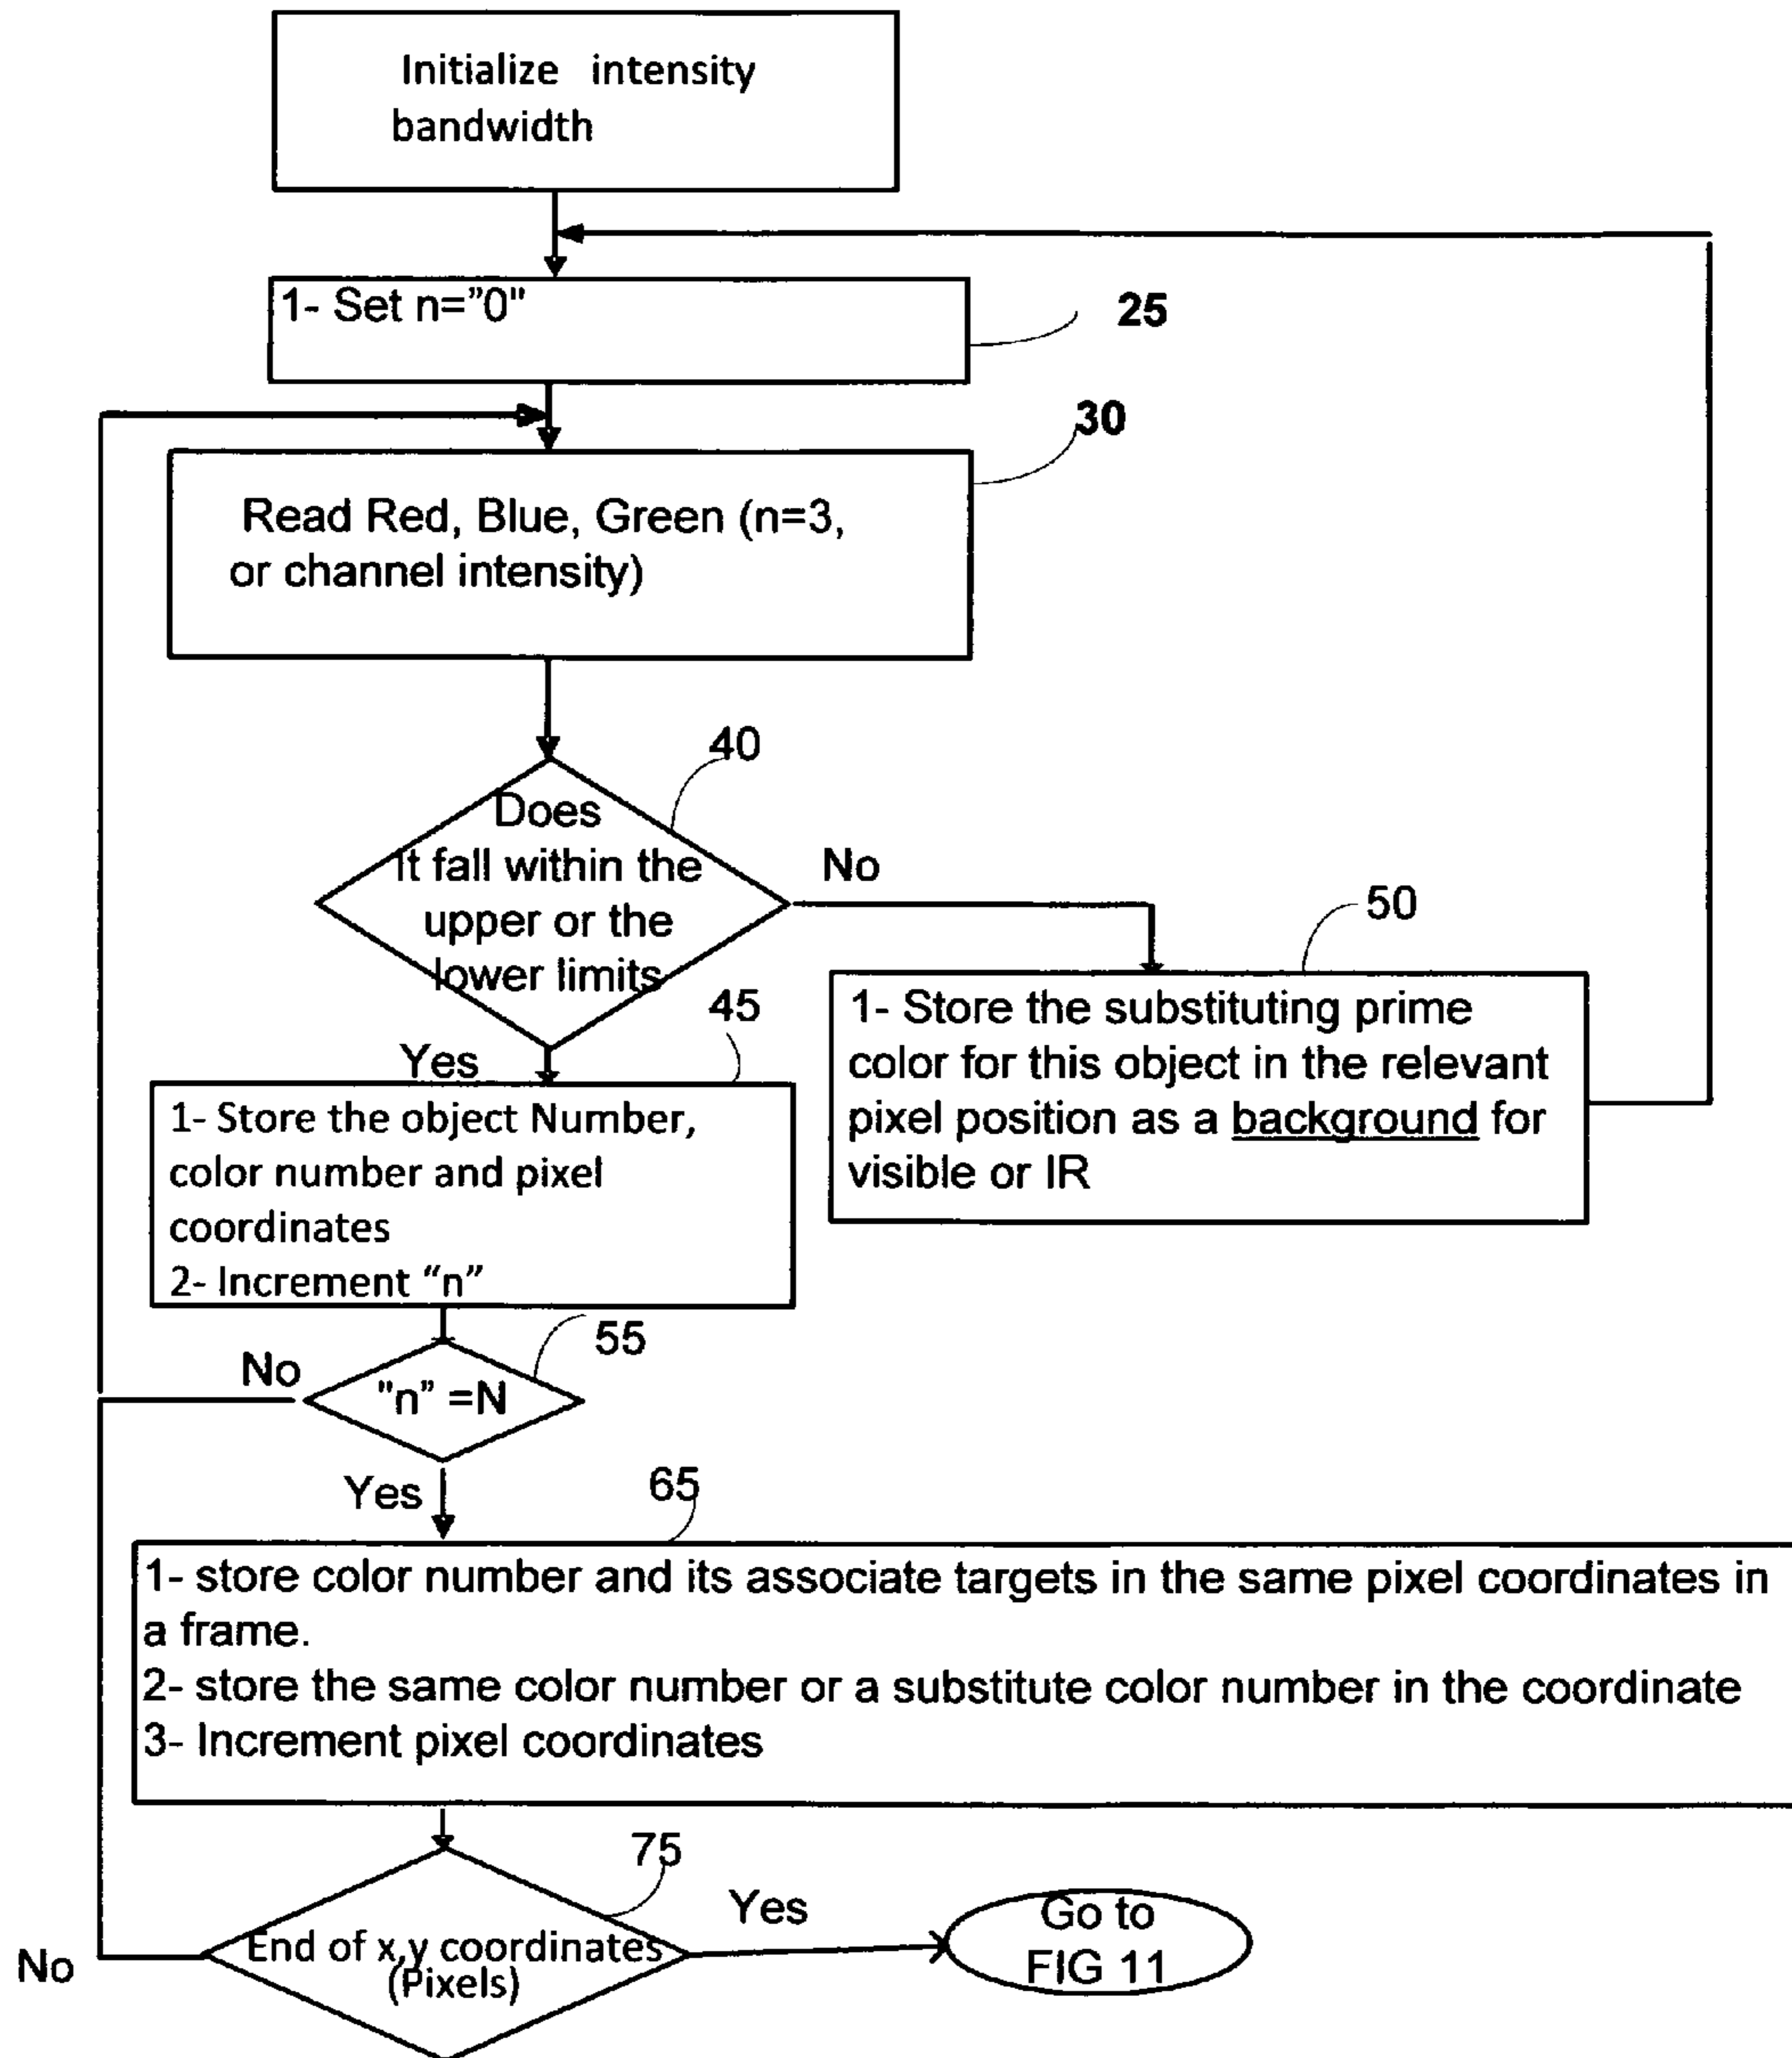 Initialize intensity
bandwidth
1- Set n=”0"
25
30
Read Red, Blue, Green (n=3,
or channel intensity)
40
Does
It fall within the
upper or the
lower limits
No
50
45
Yes
1- Store the substituting prime
color for this object in the relevant
pixel position as a background for
visible or IR
1- Store the object Number,
color number and pixel
coordinates
2- Increment “n”
55
No
"n” =N
Yes
65
1- store color number and its associate targets in the same pixel coordinates in
a frame.
2- store the same color number or a substitute color number in the coordinate
3- Increment pixel coordinates
75
Yes
Go to
FIG 11
End of x,y coordinates
(Pixels)
No